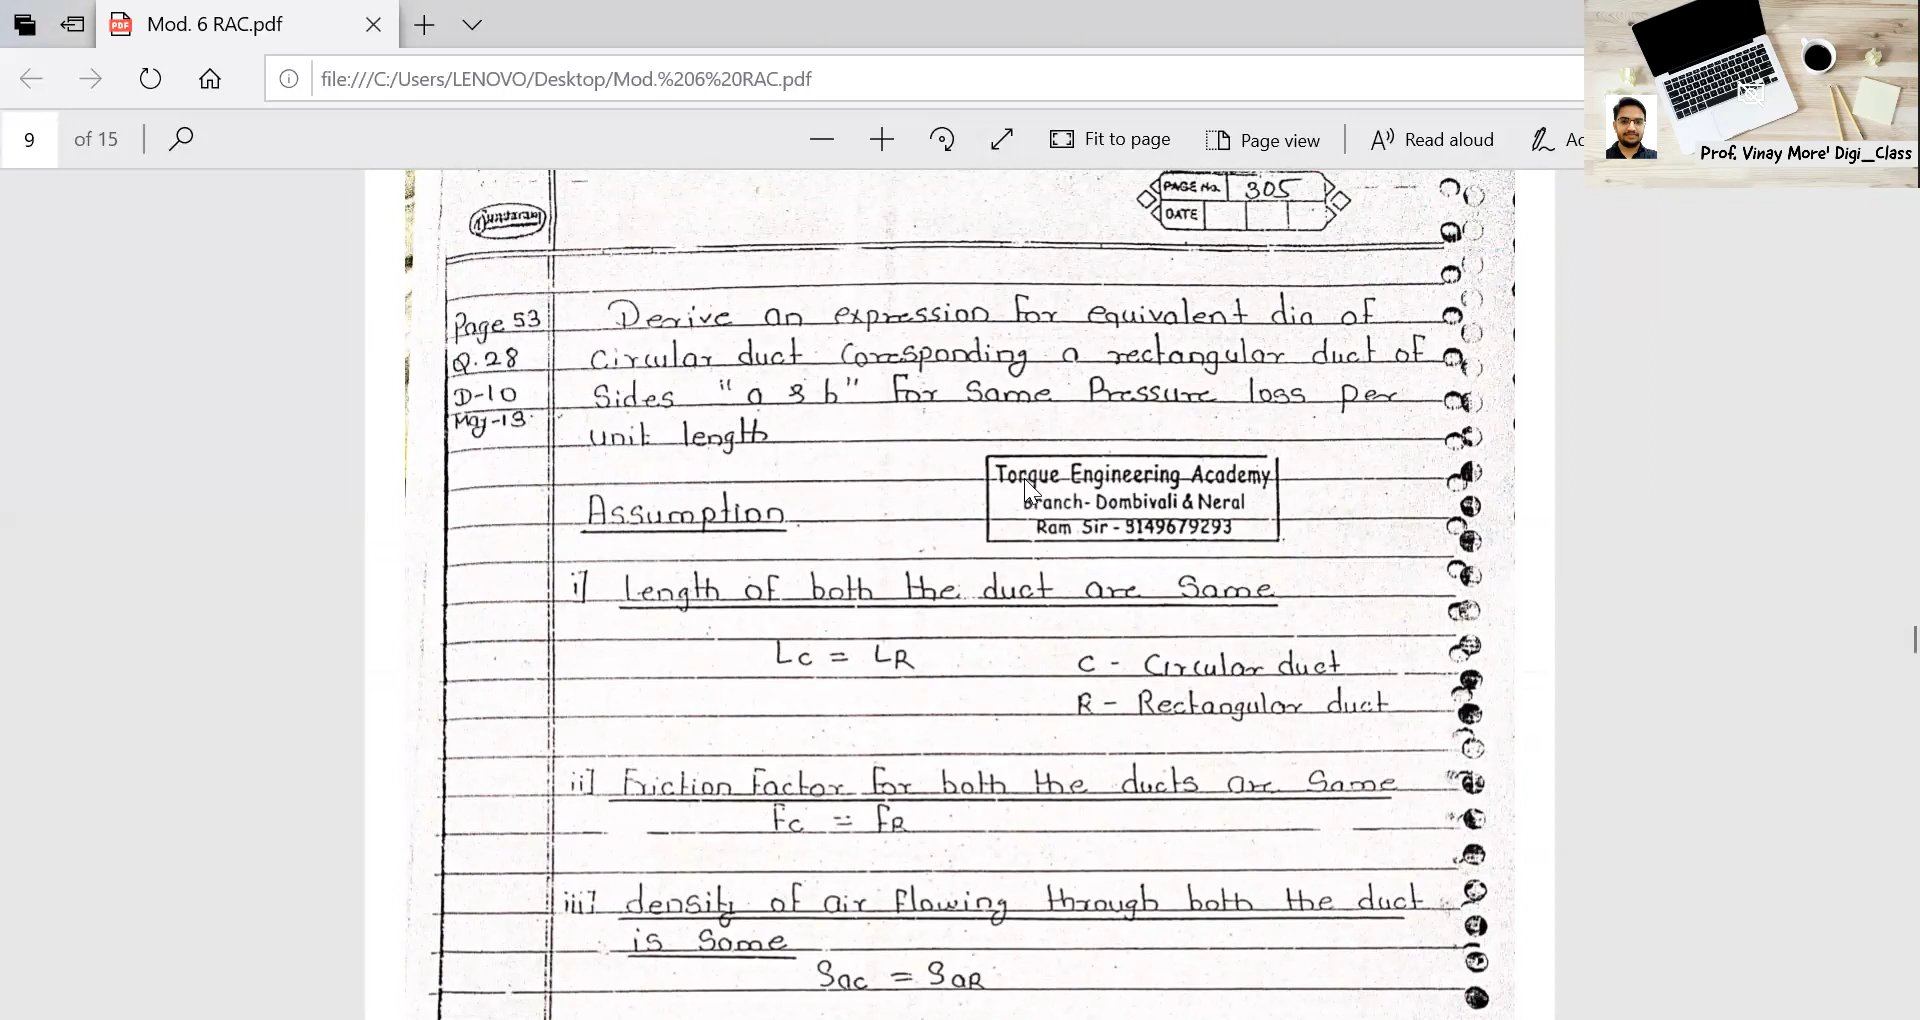 Mod. 6 RAC.pdf
file:///C:/Users/LENOVO/Desktop/Mod.%206%20RAC.pdf
9 of 15
Fit to page
Page view
Read aloud
Prof. Vinay More' Digi_Class
Sundaram
PAGE No. 305
DATE
Page 53
Q.28
D-10
May-13
Derive an expression for equivalent dia of
circular duct corresponding a rectangular duct of
Sides "a & b" for same Pressure loss per
unit length
Torque Engineering Academy
Branch- Dombivali & Neral
Ram Sir - 9149679293
Assumption
i] Length of both the duct are same
Lc = LR
C - Circular duct
R - Rectangular duct
ii] Friction Factor for both the ducts are same
Fc = FR
iii] density of air flowing through both the duct
is same
ρac = ρaR